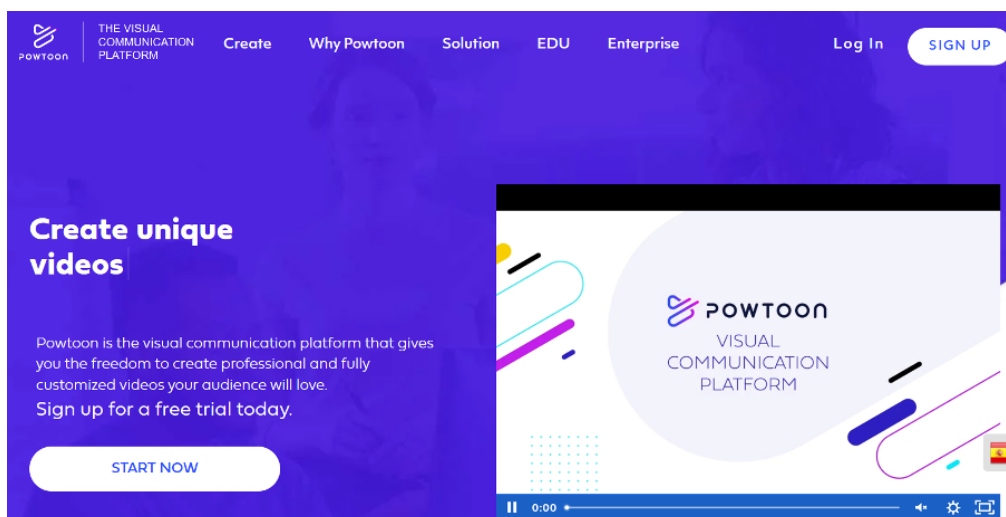 POWTOON
THE VISUAL
COMMUNICATION
PLATFORM
Create
Why Powtoon
Solution
EDU
Enterprise
Log In
SIGN UP
Create unique
videos
Powtoon is the visual communication platform that gives
you the freedom to create professional and fully
customized videos your audience will love.
Sign up for a free trial today.
START NOW
POWTOON
VISUAL
COMMUNICATION
PLATFORM
0:00